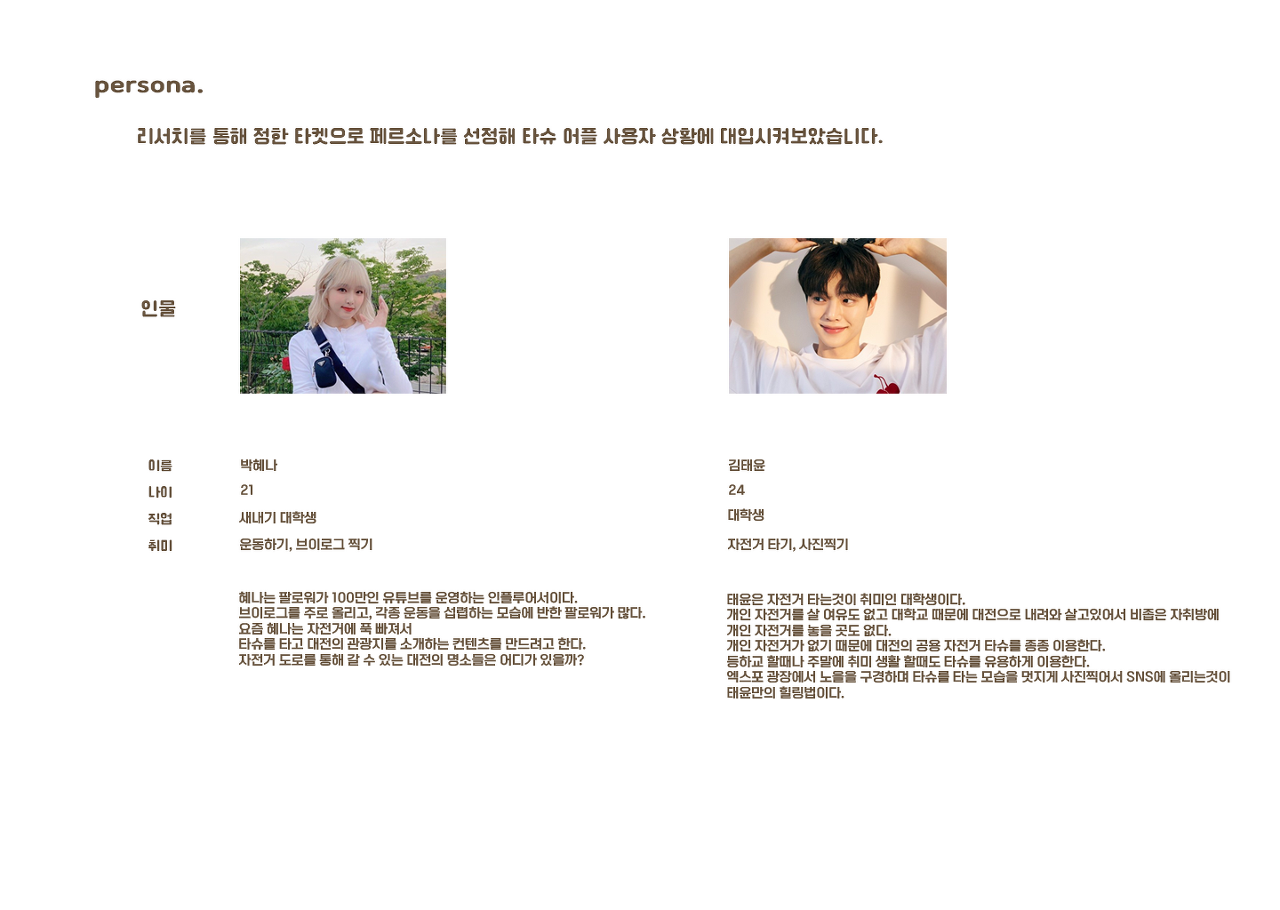 persona.
리서치를 통해 정한 타켓으로 페르소나를 선정해 타슈 어플 사용자 상황에 대입시켜보았습니다.
인물
이름 박혜나 김태윤
나이 21 24
직업 새내기 대학생 대학생
취미 운동하기, 브이로그 찍기 자전거 타기, 사진찍기
혜나는 팔로워가 100만인 유튜브를 운영하는 인플루어서이다.
브이로그를 주로 올리고, 각종 운동을 섭렵하는 모습에 반한 팔로워가 많다.
요즘 혜나는 자전거에 푹 빠져서
타슈를 타고 대전의 관광지를 소개하는 컨텐츠를 만드려고 한다.
자전거 도로를 통해 갈 수 있는 대전의 명소들은 어디가 있을까?
태윤은 자전거 타는것이 취미인 대학생이다.
개인 자전거를 살 여유도 없고 대학교 때문에 대전으로 내려와 살고있어서 비좁은 자취방에
개인 자전거를 놓을 곳도 없다.
개인 자전거가 없기 때문에 대전의 공용 자전거 타슈를 종종 이용한다.
등하교 할때나 주말에 취미 생활 할때도 타슈를 유용하게 이용한다.
엑스포 광장에서 노을을 구경하며 타슈를 타는 모습을 멋지게 사진찍어서 SNS에 올리는것이
태윤만의 힐링법이다.